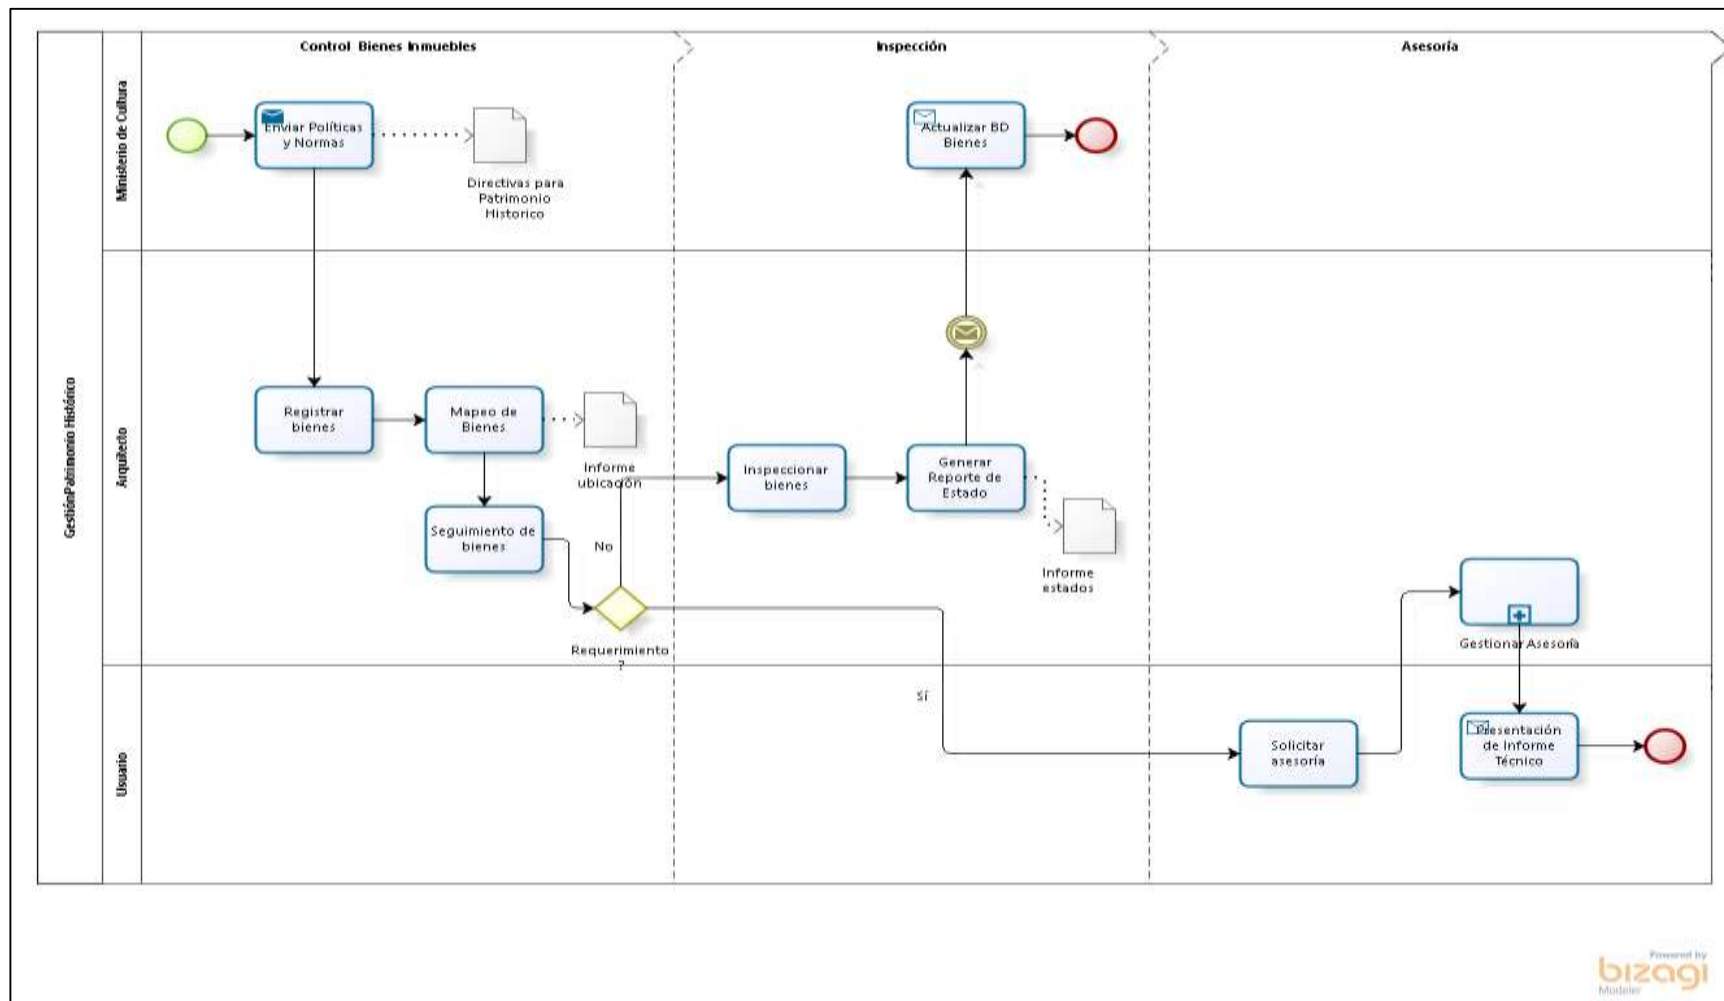 Control Bienes Inmuebles
Inspección
Asesoría
GestiónPatrimonio Histórico
Ministerio de Cultura
Enviar Políticas
y Normas
Directivas para
Patrimonio
Historico
Actualizar BD
Bienes
Arquitecto
Registrar
bienes
Mapeo de
Bienes
Informe
ubicación
Seguimiento de
bienes
No
Requerimiento
?
Inspeccionar
bienes
Generar
Reporte de
Estado
Informe
estados
Gestionar Asesoría
Usuario
Sí
Solicitar
asesoría
Presentación
de Informe
Técnico
Powered by
bizagi
Modeler